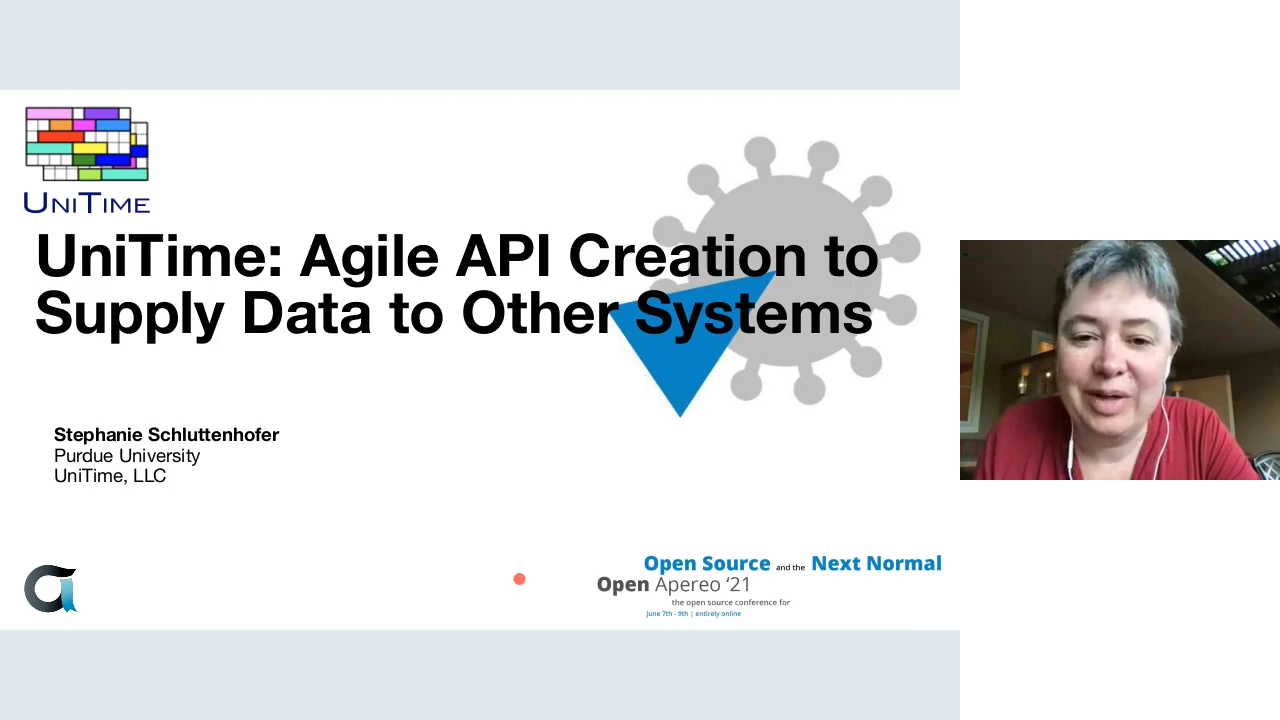 UNITIME
UniTime: Agile API Creation to
Supply Data to Other Systems
Stephanie Schluttenhofer
Purdue University
UniTime, LLC
Open Source and the Next Normal
Open Apereo ‘21
the open source conference for
June 7th - 9th | entirely online